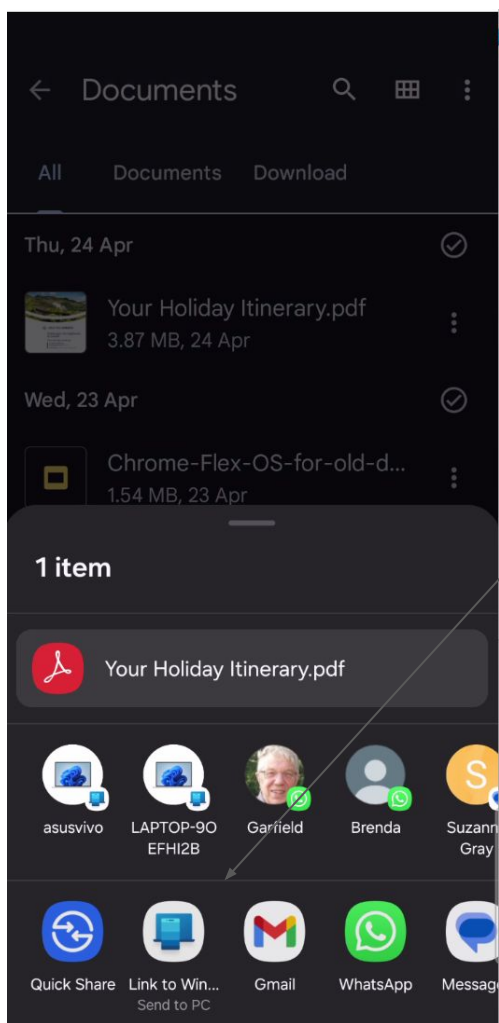 Documents
All Documents Download
Thu, 24 Apr
Your Holiday Itinerary.pdf
3.87 MB, 24 Apr
Wed, 23 Apr
Chrome-Flex-OS-for-old-d...
1.54 MB, 23 Apr
1 item
Your Holiday Itinerary.pdf
S
asusvivo LAPTOP-9O Garfield Brenda Suzann
EFHI2B Gray
Quick Share Link to Win... Gmail WhatsApp Messag
Send to PC